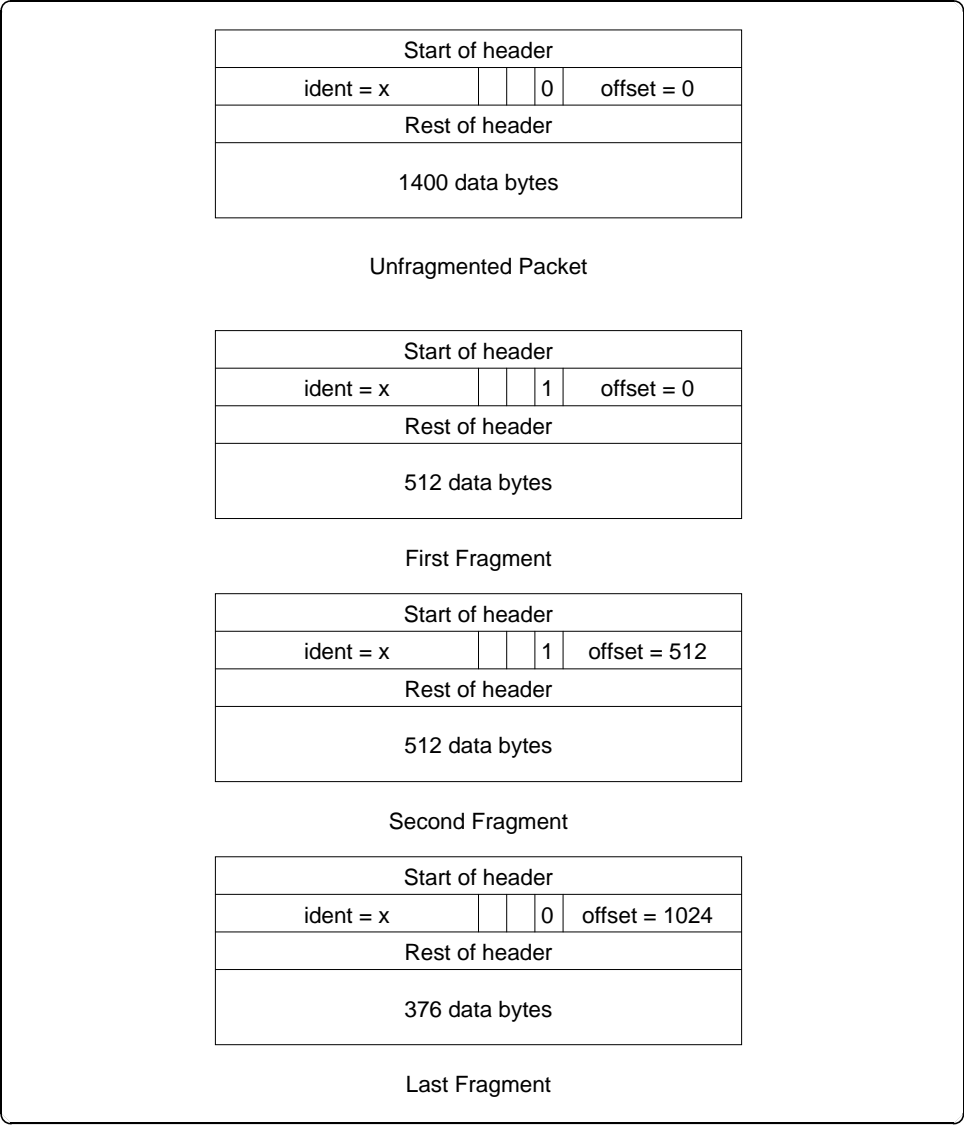 Start of header
ident = x 0 offset = 0
Rest of header
1400 data bytes
Unfragmented Packet
Start of header
ident = x 1 offset = 0
Rest of header
512 data bytes
First Fragment
Start of header
ident = x 1 offset = 512
Rest of header
512 data bytes
Second Fragment
Start of header
ident = x 0 offset = 1024
Rest of header
376 data bytes
Last Fragment